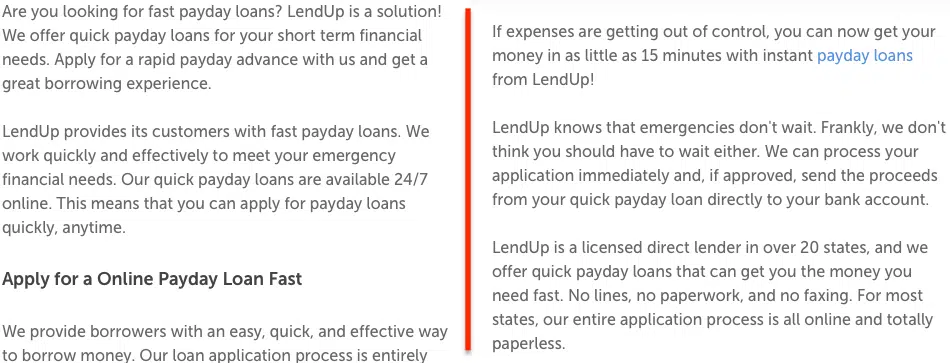 Are you looking for fast payday loans? LendUp is a solution!
We offer quick payday loans for your short term financial
needs. Apply for a rapid payday advance with us and get a
great borrowing experience.
LendUp provides its customers with fast payday loans. We
work quickly and effectively to meet your emergency
financial needs. Our quick payday loans are available 24/7
online. This means that you can apply for payday loans
quickly, anytime.
Apply for a Online Payday Loan Fast
We provide borrowers with an easy, quick, and effective way
to borrow money. Our loan application process is entirely
If expenses are getting out of control, you can now get your
money in as little as 15 minutes with instant payday loans
from LendUp!
LendUp knows that emergencies don't wait. Frankly, we don't
think you should have to wait either. We can process your
application immediately and, if approved, send the proceeds
from your quick payday loan directly to your bank account.
LendUp is a licensed direct lender in over 20 states, and we
offer quick payday loans that can get you the money you
need fast. No lines, no paperwork, and no faxing. For most
states, our entire application process is all online and totally
paperless.